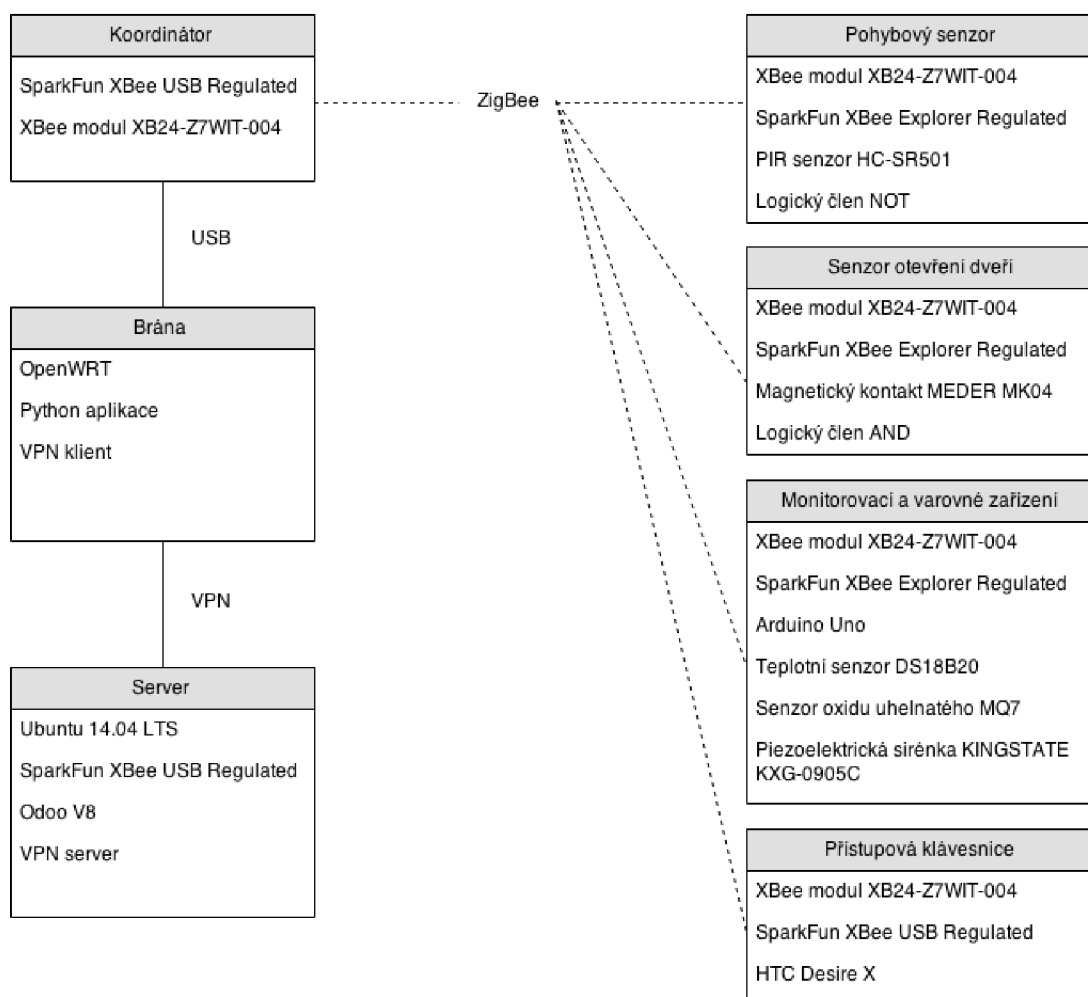 Koordinátor
SparkFun XBee USB Regulated
XBee modul XB24-Z7WIT-004
USB
Brána
OpenWRT
Python aplikace
VPN klient
VPN
Server
Ubuntu 14.04 LTS
SparkFun XBee USB Regulated
Odoo V8
VPN server
ZigBee
Pohybový senzor
XBee modul XB24-Z7WIT-004
SparkFun XBee Explorer Regulated
PIR senzor HC-SR501
Logický člen NOT
Senzor otevření dveří
XBee modul XB24-Z7WIT-004
SparkFun XBee Explorer Regulated
Magnetický kontakt MEDER MK04
Logický člen AND
Monitorovací a varovné zařízení
XBee modul XB24-Z7WIT-004
SparkFun XBee Explorer Regulated
Arduino Uno
Teplotní senzor DS18B20
Senzor oxidu uhelnatého MQ7
Piezoelektrická sirénka KINGSTATE
KXG-0905C
Přístupová klávesnice
XBee modul XB24-Z7WIT-004
SparkFun XBee USB Regulated
HTC Desire X